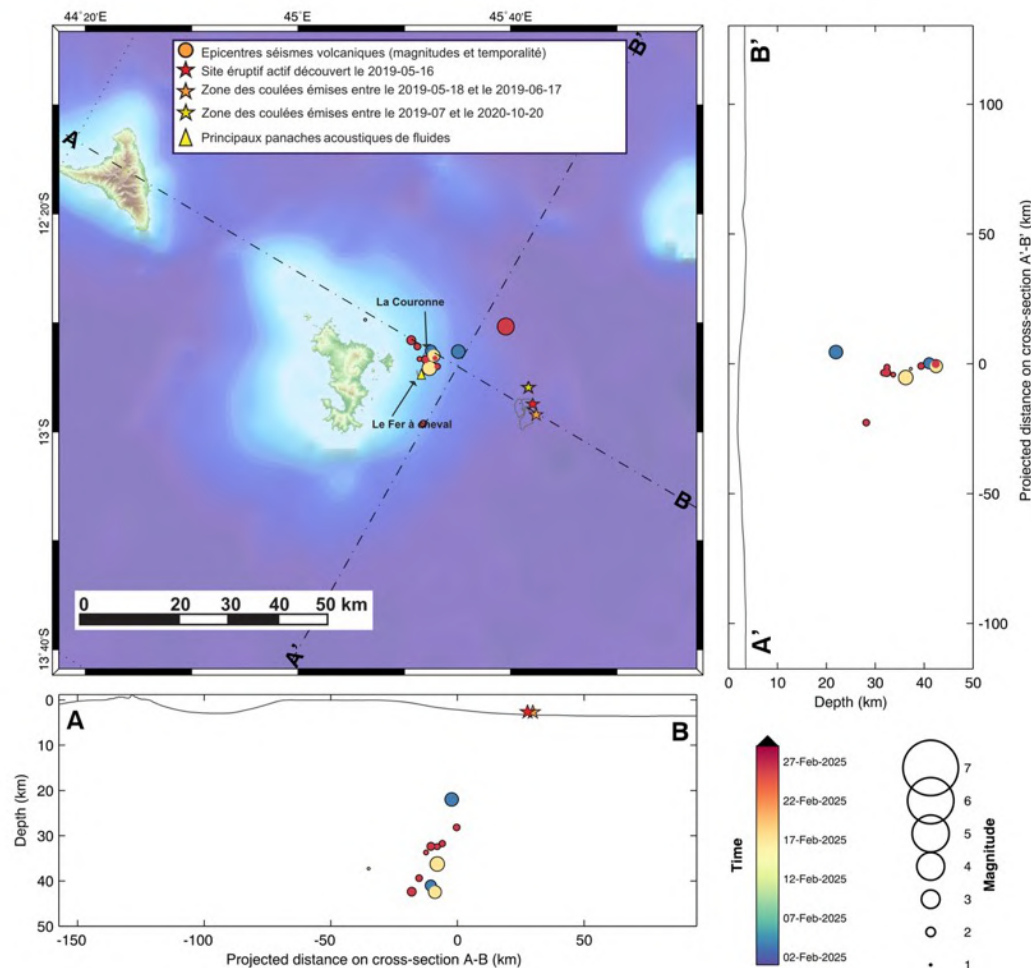 44°20'E
45°E
45°40'E
Epicentres séismes volcaniques (magnitudes et temporalité)
Site éruptif actif découvert le 2019-05-16
Zone des coulées émises entre le 2019-05-18 et le 2019-06-17
Zone des coulées émises entre le 2019-07 et le 2020-10-20
Principaux panaches acoustiques de fluides
B'
A
12°20'S
La Couronne
Le Fer à cheval
13°S
B
0 20 30 40 50 km
13°40'S
A'
B'
100
50
0
-50
-100
Projected distance on cross-section A'-B' (km)
A'
0 10 20 30 40 50
Depth (km)
A
B
0
10
20
30
40
50
Depth (km)
-150 -100 -50 0 50
Projected distance on cross-section A-B (km)
Time
27-Feb-2025
22-Feb-2025
17-Feb-2025
12-Feb-2025
07-Feb-2025
02-Feb-2025
7
6
5
4
3
2
1
Magnitude